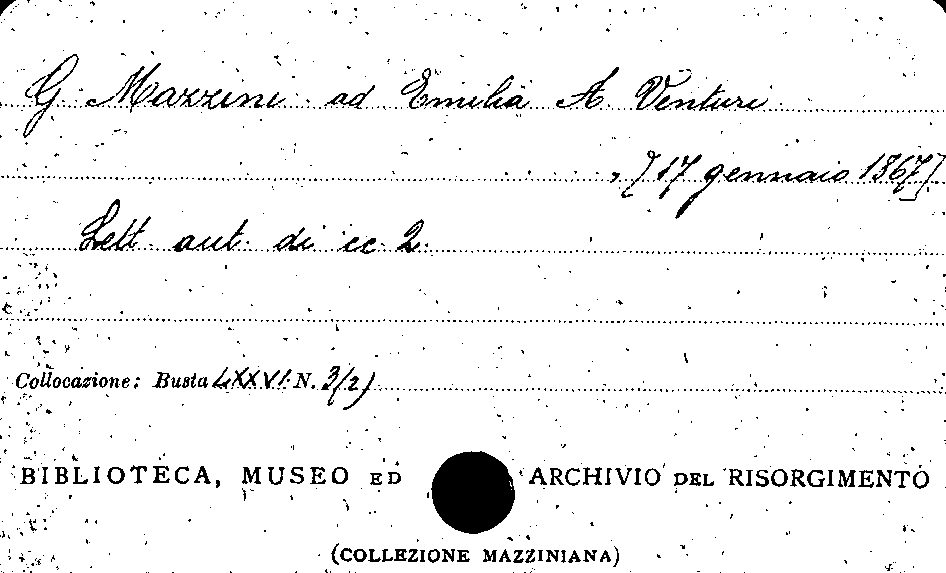 G. Mazzini ad Emilia A. Venturi
, [17 gennaio 1867]
Lett. aut. di cc. 2.
Collocazione: Busta LXXVI N. 3/2)
BIBLIOTECA, MUSEO ED ARCHIVIO DEL RISORGIMENTO
(COLLEZIONE MAZZINIANA)